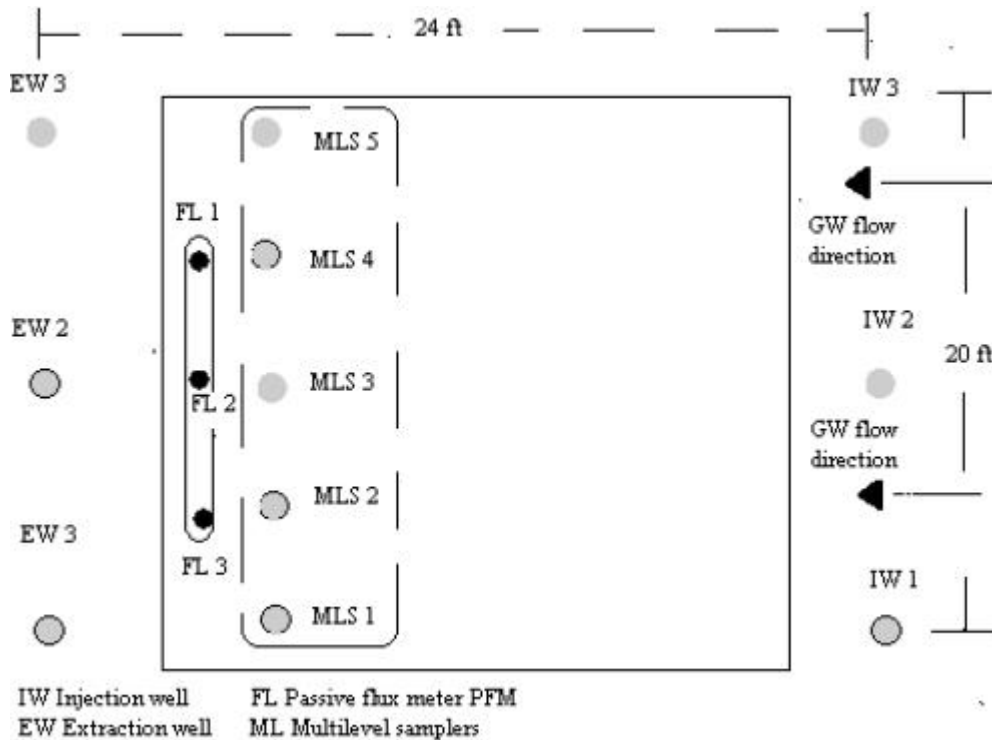 24 ft
EW 3
IW 3
MLS 5
FL 1
GW flow
direction
MLS 4
EW 2
IW 2
20 ft
MLS 3
FL 2
GW flow
direction
MLS 2
EW 3
FL 3
IW 1
MLS 1
IW Injection well
FL Passive flux meter PFM
EW Extraction well
ML Multilevel samplers